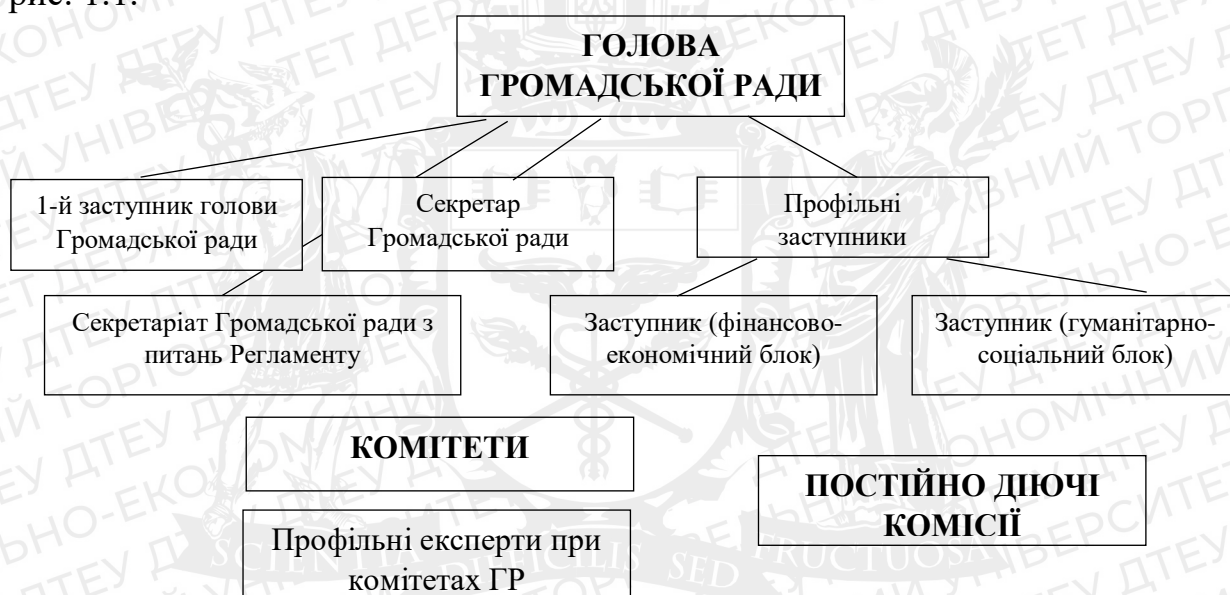 рис. 1.1.
ГОЛОВА
ГРОМАДСЬКОЇ РАДИ
1-й заступник голови
Громадської ради
Секретар
Громадської ради
Профільні
заступники
Секретаріат Громадської ради з
питань Регламенту
Заступник (фінансово-
економічний блок)
Заступник (гуманітарно-
соціальний блок)
КОМІТЕТИ
ПОСТІЙНО ДІЮЧІ
КОМІСІЇ
Профільні експерти при
комітетах ГР